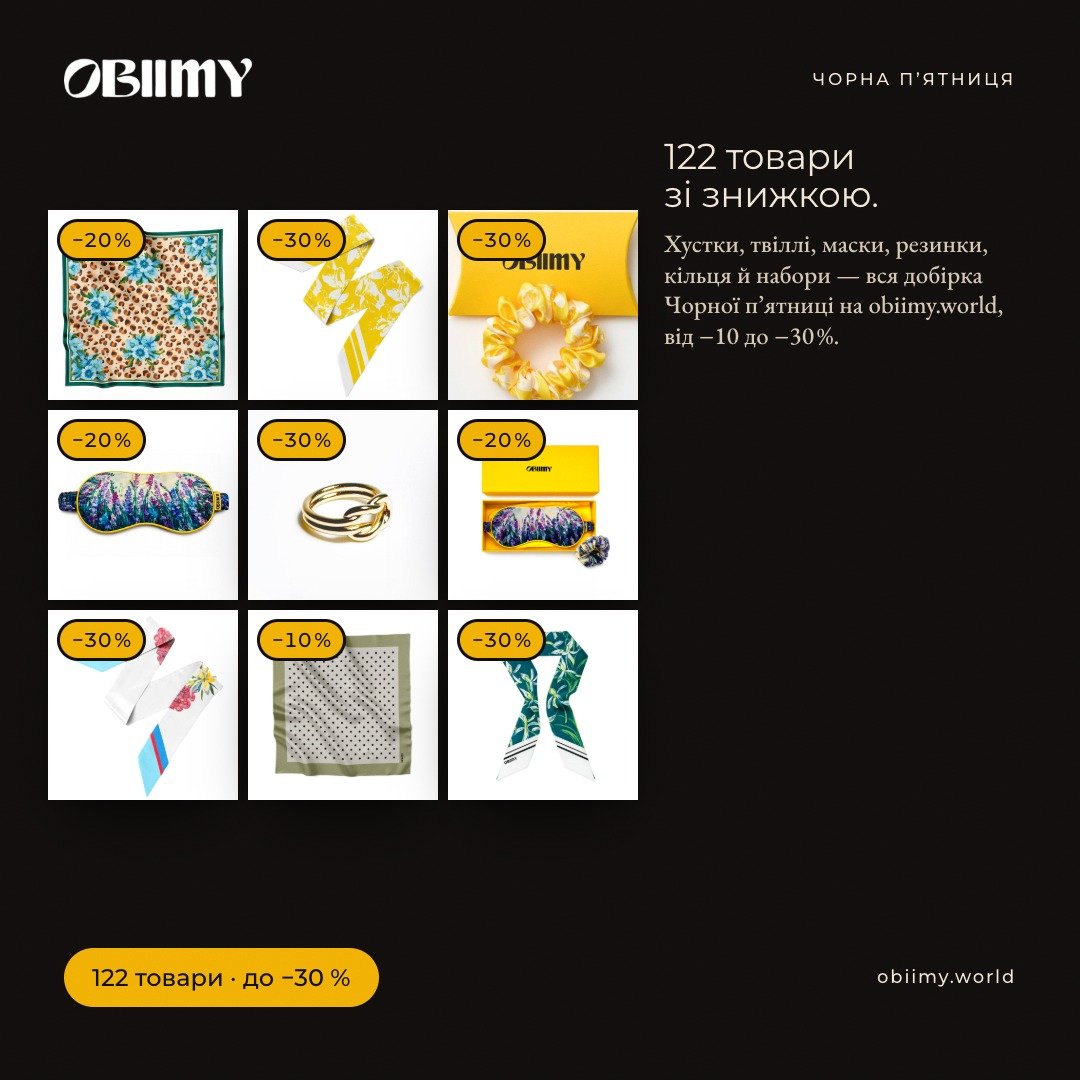 OBIIMY
ЧОРНА П’ЯТНИЦЯ
122 товари
зі знижкою.
Хустки, твіллі, маски, резинки,
кільця й набори — вся добірка
Чорної п’ятниці на obiimy.world,
від −10 до −30 %.
−20 %
−30 %
−30 %
OBIIMY
−20 %
−30 %
−20 %
OBIIMY
−30 %
−10 %
−30 %
122 товари · до −30 %
obiimy.world